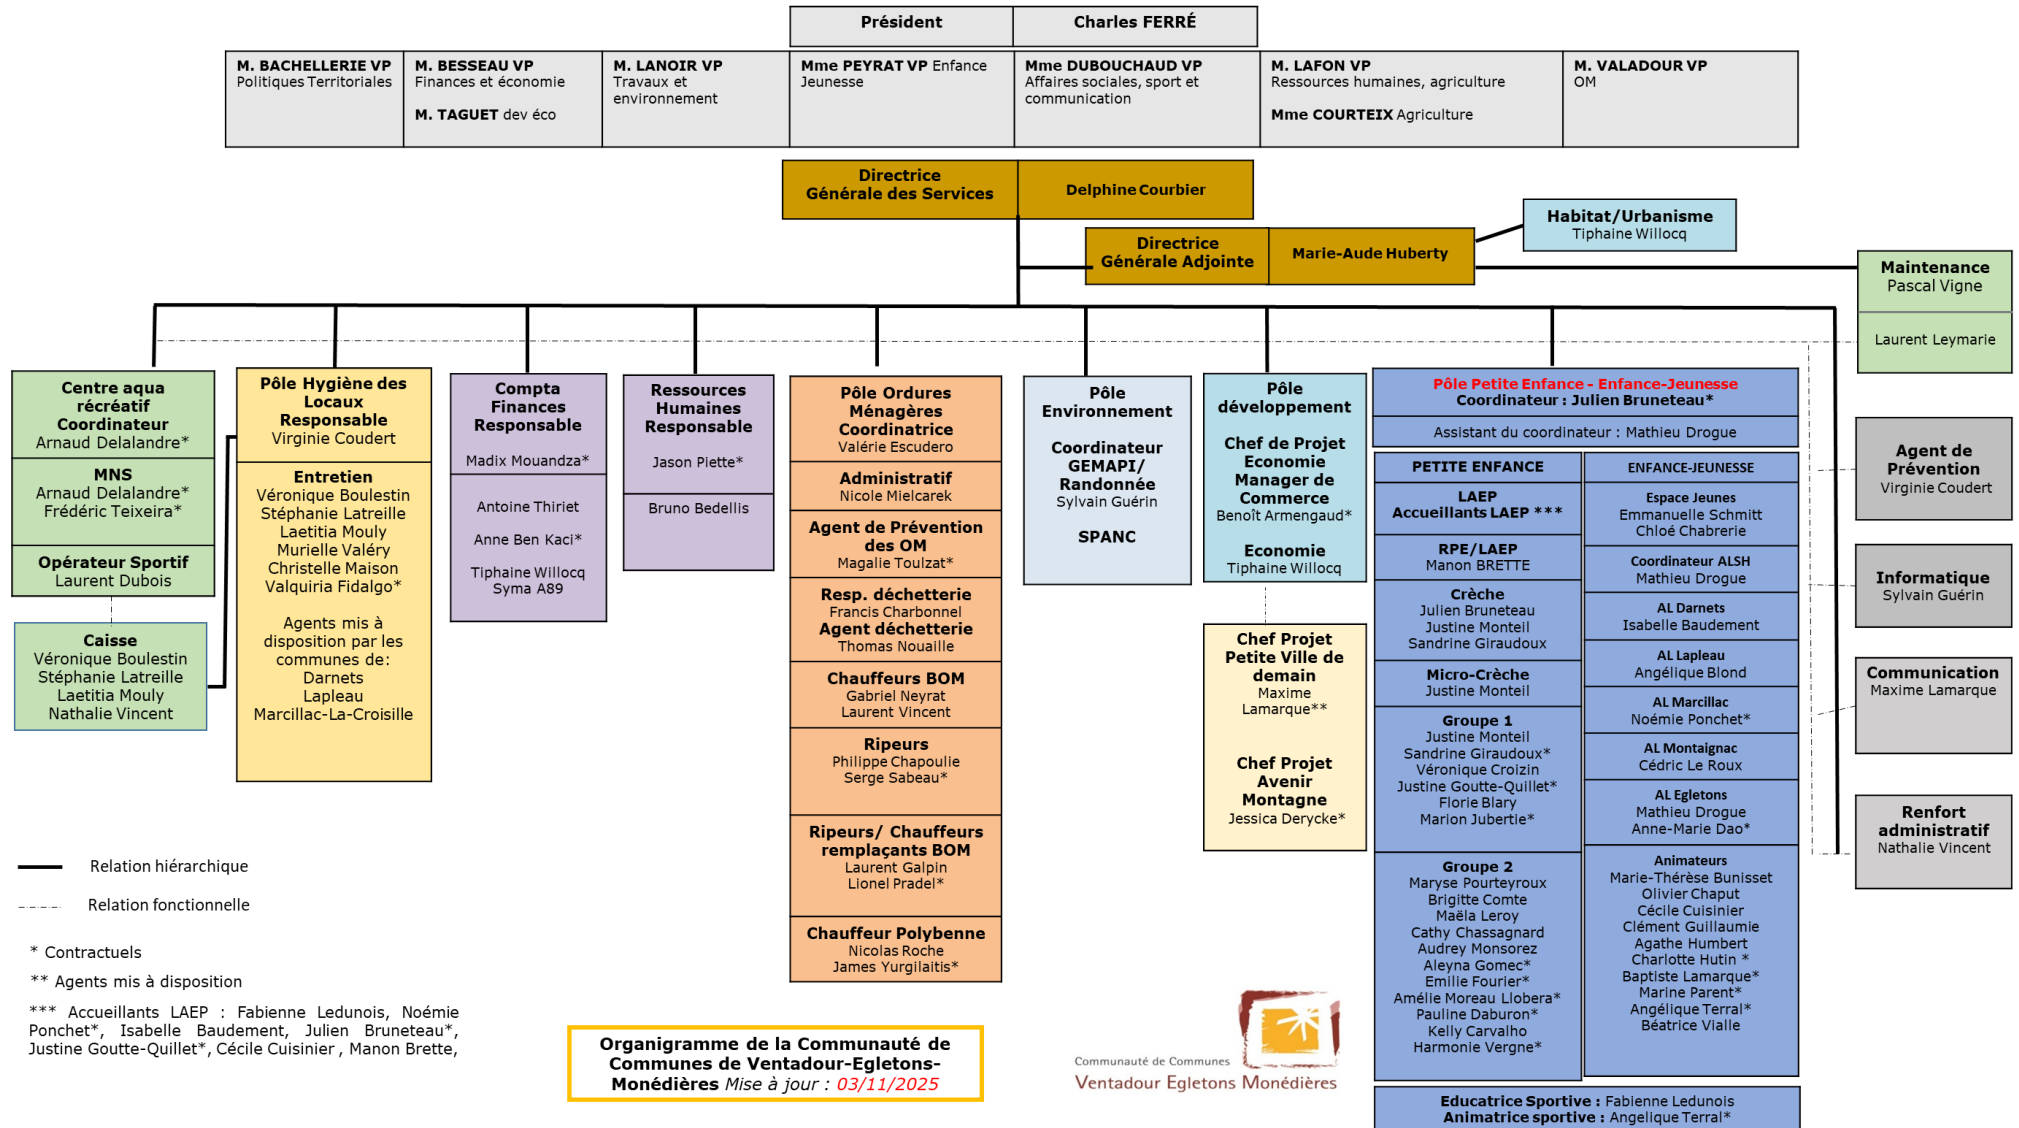 Président
Charles FERRÉ
M. BACHELLERIE VP
Politiques Territoriales
M. BESSEAU VP
Finances et économie
M. TAGUET dev éco
M. LANOIR VP
Travaux et
environnement
Mme PEYRAT VP Enfance
Jeunesse
Mme DUBOUCHAUD VP
Affaires sociales, sport et
communication
M. LAFON VP
Ressources humaines, agriculture
Mme COURTEIX Agriculture
M. VALADOUR VP
OM
Directrice
Générale des Services
Delphine Courbier
Directrice
Générale Adjointe
Marie-Aude Huberty
Habitat/Urbanisme
Tiphaine Willocq
Maintenance
Pascal Vigne
Laurent Leymarie
Centre aqua
récréatif
Coordinateur
Arnaud Delalandre*
MNS
Arnaud Delalandre*
Frédéric Teixeira*
Opérateur Sportif
Laurent Dubois
Caisse
Véronique Boulestin
Stéphanie Latreille
Laetitia Mouly
Nathalie Vincent
Pôle Hygiène des
Locaux
Responsable
Virginie Coudert
Entretien
Véronique Boulestin
Stéphanie Latreille
Laetitia Mouly
Murielle Valéry
Christelle Maison
Valquiria Fidalgo*
Agents mis à
disposition par les
communes de:
Darnets
Lapleau
Marcillac-La-Croisille
Compta
Finances
Responsable
Madix Mouandza*
Antoine Thiriet
Anne Ben Kaci*
Tiphaine Willocq
Syma A89
Ressources
Humaines
Responsable
Jason Piette*
Bruno Bedellis
Pôle Ordures
Ménagères
Coordinatrice
Valérie Escudero
Administratif
Nicole Mielcarek
Agent de Prévention
des OM
Magalie Toulzat*
Resp. déchetterie
Francis Charbonnel
Agent déchetterie
Thomas Nouaille
Chauffeurs BOM
Gabriel Neyrat
Laurent Vincent
Ripeurs
Philippe Chapoulie
Serge Sabeau*
Ripeurs/ Chauffeurs
remplaçants BOM
Laurent Galpin
Lionel Pradel*
Chauffeur Polybenne
Nicolas Roche
James Yurgilaitis*
Pôle
Environnement
Coordinateur
GEMAPI/
Randonnée
Sylvain Guérin
SPANC
Pôle
développement
Chef de Projet
Economie
Manager de
Commerce
Benoît Armengaud*
Economie
Tiphaine Willocq
Chef Projet
Petite Ville de
demain
Maxime
Lamarque**
Chef Projet
Avenir
Montagne
Jessica Derycke*
Pôle Petite Enfance - Enfance-Jeunesse
Coordinateur : Julien Bruneteau*
Assistant du coordinateur : Mathieu Drogue
PETITE ENFANCE
LAEP
Accueillants LAEP ***
RPE/LAEP
Manon BRETTE
Crèche
Julien Bruneteau
Justine Monteil
Sandrine Giraudoux
Micro-Crèche
Justine Monteil
Groupe 1
Justine Monteil
Sandrine Giraudoux*
Véronique Croizin
Justine Goutte-Quillet*
Florie Blary
Marion Jubertie*
Groupe 2
Maryse Pourteyroux
Brigitte Comte
Maëla Leroy
Cathy Chassagnard
Audrey Monsorez
Aleyna Gomec*
Emilie Fourier*
Amélie Moreau Llobera*
Pauline Daburon*
Kelly Carvalho
Harmonie Vergne*
ENFANCE-JEUNESSE
Espace Jeunes
Emmanuelle Schmitt
Chloé Chabrerie
Coordinateur ALSH
Mathieu Drogue
AL Darnets
Isabelle Baudement
AL Lapleau
Angélique Blond
AL Marcillac
Noémie Ponchet*
AL Montaignac
Cédric Le Roux
AL Egletons
Mathieu Drogue
Anne-Marie Dao*
Animateurs
Marie-Thérèse Bunisset
Olivier Chaput
Cécile Cuisinier
Clément Guillaumie
Agathe Humbert
Charlotte Hutin *
Baptiste Lamarque*
Marine Parent*
Angélique Terral*
Béatrice Vialle
Educatrice Sportive : Fabienne Ledunois
Animatrice sportive : Angelique Terral*
Agent de
Prévention
Virginie Coudert
Informatique
Sylvain Guérin
Communication
Maxime Lamarque
Renfort
administratif
Nathalie Vincent
Relation hiérarchique
Relation fonctionnelle
* Contractuels
** Agents mis à disposition
*** Accueillants LAEP : Fabienne Ledunois, Noémie
Ponchet*, Isabelle Baudement, Julien Bruneteau*,
Justine Goutte-Quillet*, Cécile Cuisinier , Manon Brette,
Organigramme de la Communauté de
Communes de Ventadour-Egletons-
Monédières Mise à jour : 03/11/2025
Communauté de Communes
Ventadour Egletons Monédières